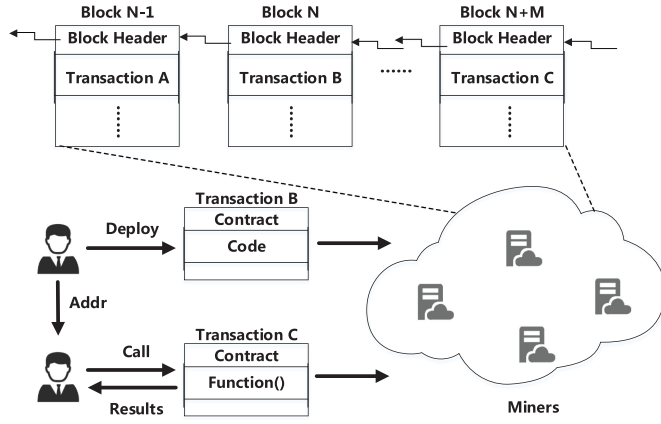 Block N-1
Block N
Block N+M
Block Header
Block Header
Block Header
Transaction A
Transaction B
......
Transaction C
Transaction B
Contract
Deploy
Code
Addr
Transaction C
Contract
Call
Function()
Results
Miners